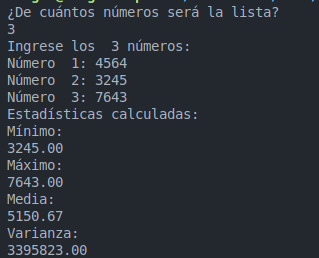 ¿De cuántos números será la lista?
3
Ingrese los  3 números:
Número  1: 4564
Número  2: 3245
Número  3: 7643
Estadísticas calculadas:
Mínimo:
3245.00
Máximo:
7643.00
Media:
5150.67
Varianza:
3395823.00